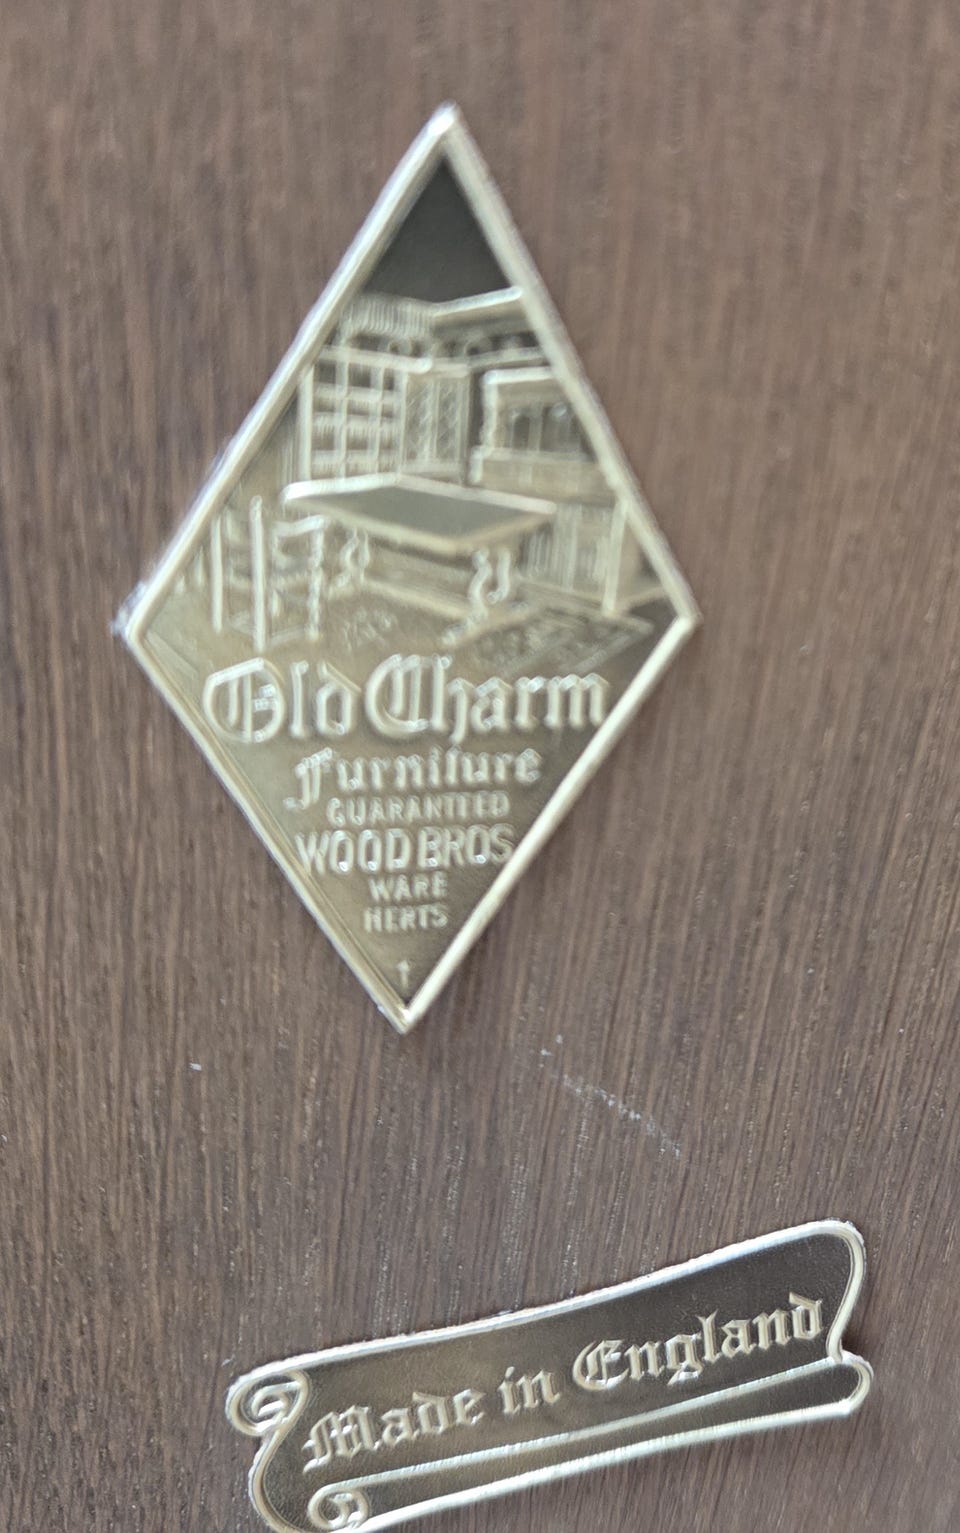 Old Charm
Furniture
GUARANTEED
WOOD BROS
WARE
HERTS
Made in England